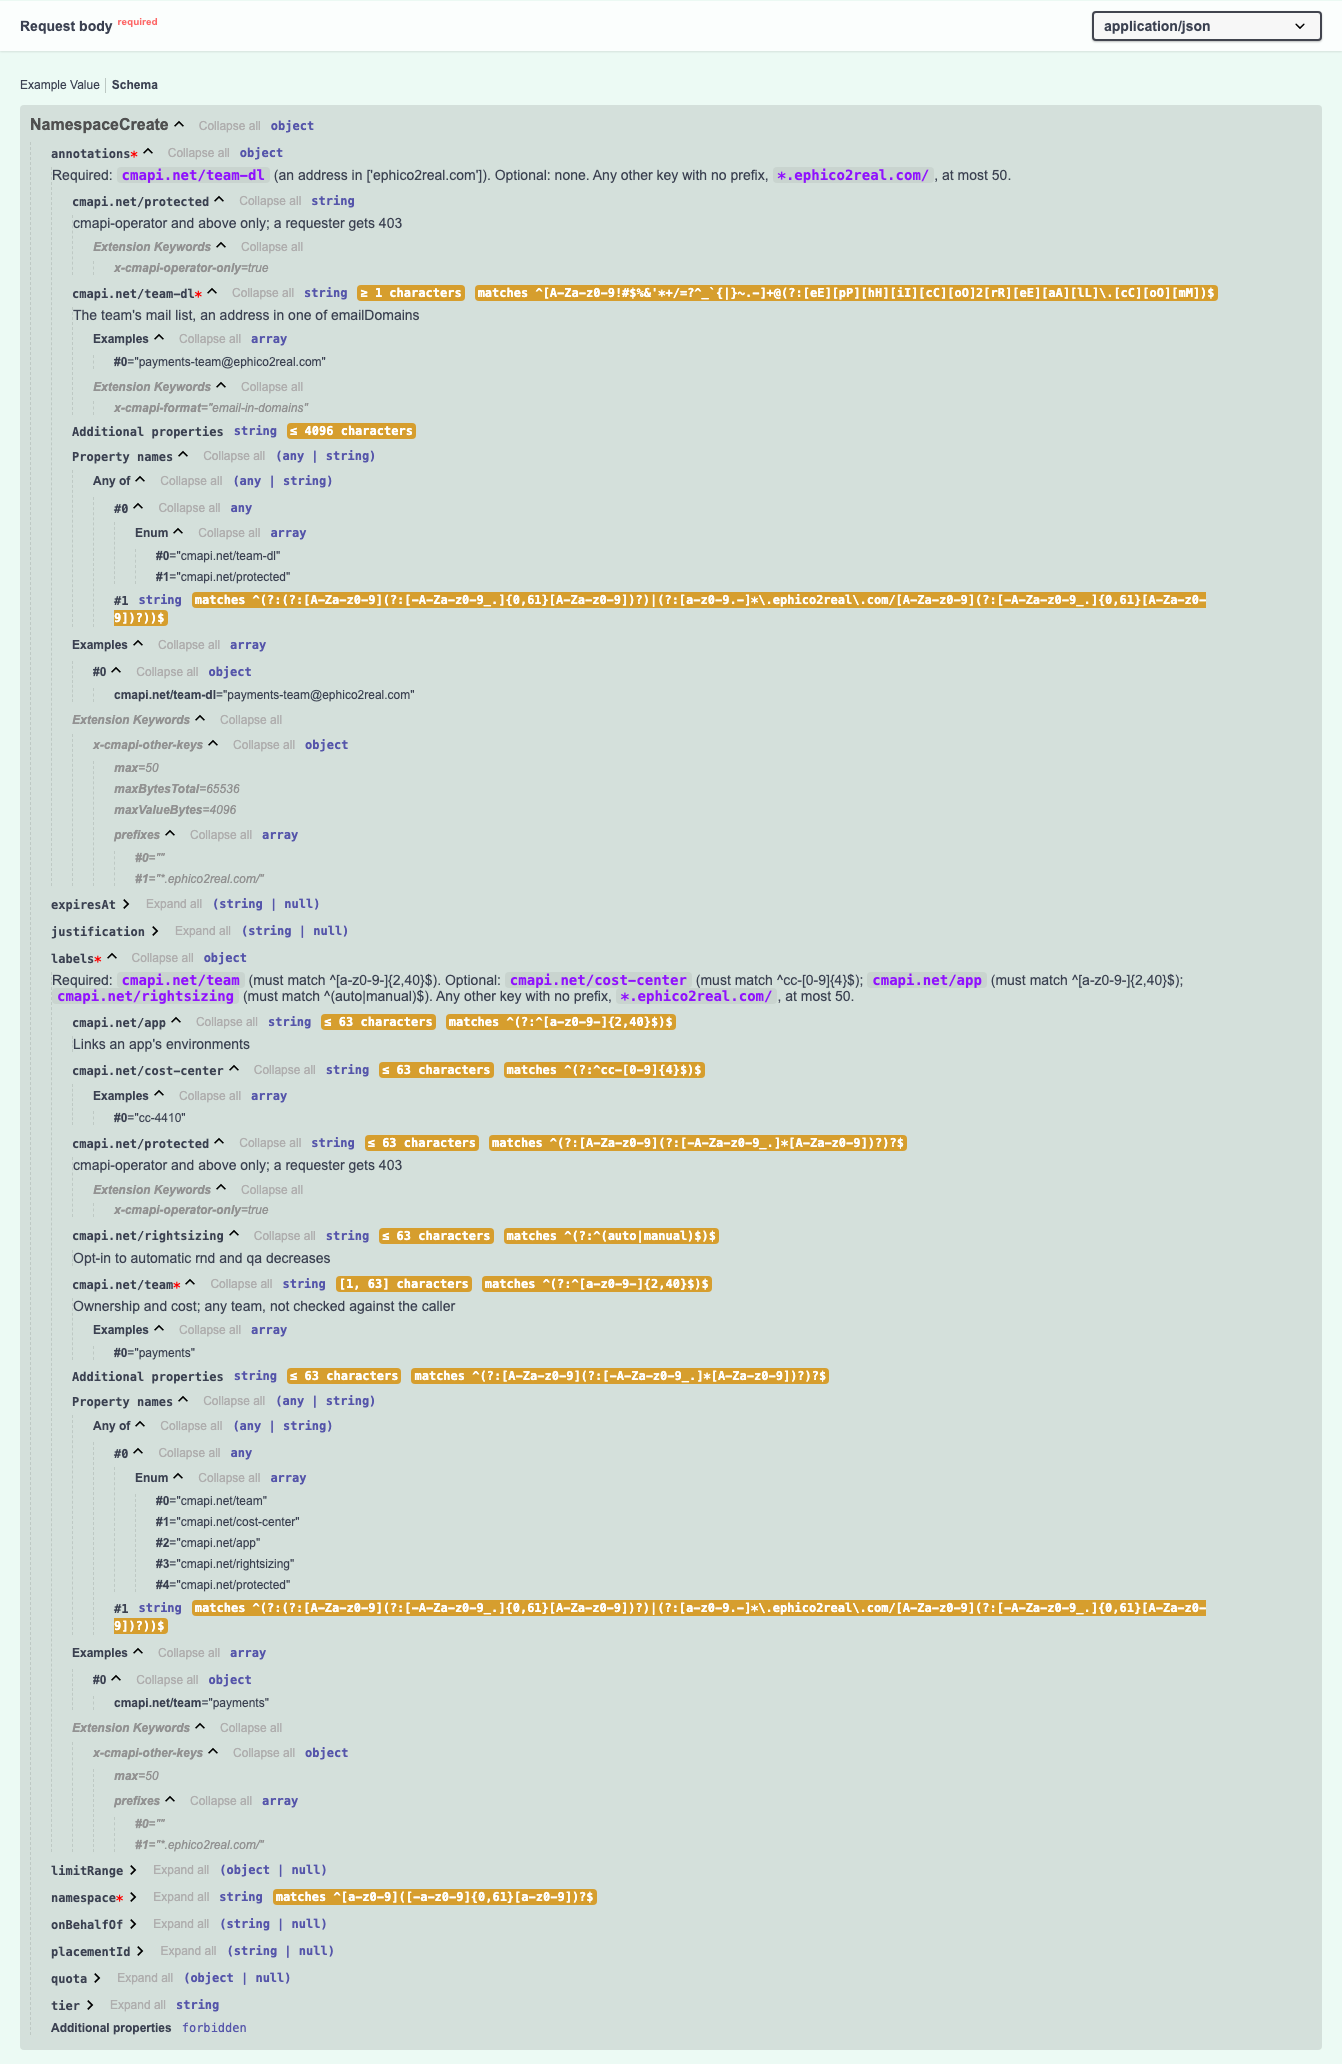 Request body required
application/json
Example Value Schema
NamespaceCreate Collapse all object
annotations* Collapse all object
Required: cmapi.net/team-dl (an address in ['ephico2real.com']). Optional: none. Any other key with no prefix, *.ephico2real.com/ , at most 50.
cmapi.net/protected Collapse all string
cmapi-operator and above only; a requester gets 403
Extension Keywords Collapse all
x-cmapi-operator-only=true
cmapi.net/team-dl* Collapse all string ≥ 1 characters matches ^[A-Za-z0-9!#$%&'*+/=?^_`{|}~.-]+@(?:[eE][pP][hH][iI][cC][oO]2[rR][eE][aA][lL]\.[cC][oO][mM])$
The team's mail list, an address in one of emailDomains
Examples Collapse all array
#0="payments-team@ephico2real.com"
Extension Keywords Collapse all
x-cmapi-format="email-in-domains"
Additional properties string ≤ 4096 characters
Property names Collapse all (any | string)
Any of Collapse all (any | string)
#0 Collapse all any
Enum Collapse all array
#0="cmapi.net/team-dl"
#1="cmapi.net/protected"
#1 string matches ^(?:(?:[A-Za-z0-9](?:[-A-Za-z0-9_.]{0,61}[A-Za-z0-9])?)|(?:[a-z0-9.-]*\.ephico2real\.com/[A-Za-z0-9](?:[-A-Za-z0-9_.]{0,61}[A-Za-z0-
9])?))$
Examples Collapse all array
#0 Collapse all object
cmapi.net/team-dl="payments-team@ephico2real.com"
Extension Keywords Collapse all
x-cmapi-other-keys Collapse all object
max=50
maxBytesTotal=65536
maxValueBytes=4096
prefixes Collapse all array
#0=""
#1="*.ephico2real.com/"
expiresAt Expand all (string | null)
justification Expand all (string | null)
labels* Collapse all object
Required: cmapi.net/team (must match ^[a-z0-9-]{2,40}$). Optional: cmapi.net/cost-center (must match ^cc-[0-9]{4}$); cmapi.net/app (must match ^[a-z0-9-]{2,40}$);
cmapi.net/rightsizing (must match ^(auto|manual)$). Any other key with no prefix, *.ephico2real.com/ , at most 50.
cmapi.net/app Collapse all string ≤ 63 characters matches ^(?:^[a-z0-9-]{2,40}$)$
Links an app's environments
cmapi.net/cost-center Collapse all string ≤ 63 characters matches ^(?:^cc-[0-9]{4}$)$
Examples Collapse all array
#0="cc-4410"
cmapi.net/protected Collapse all string ≤ 63 characters matches ^(?:[A-Za-z0-9](?:[-A-Za-z0-9_.]*[A-Za-z0-9])?)?$
cmapi-operator and above only; a requester gets 403
Extension Keywords Collapse all
x-cmapi-operator-only=true
cmapi.net/rightsizing Collapse all string ≤ 63 characters matches ^(?:^(auto|manual)$)$
Opt-in to automatic rnd and qa decreases
cmapi.net/team* Collapse all string [1, 63] characters matches ^(?:^[a-z0-9-]{2,40}$)$
Ownership and cost; any team, not checked against the caller
Examples Collapse all array
#0="payments"
Additional properties string ≤ 63 characters matches ^(?:[A-Za-z0-9](?:[-A-Za-z0-9_.]*[A-Za-z0-9])?)?$
Property names Collapse all (any | string)
Any of Collapse all (any | string)
#0 Collapse all any
Enum Collapse all array
#0="cmapi.net/team"
#1="cmapi.net/cost-center"
#2="cmapi.net/app"
#3="cmapi.net/rightsizing"
#4="cmapi.net/protected"
#1 string matches ^(?:(?:[A-Za-z0-9](?:[-A-Za-z0-9_.]{0,61}[A-Za-z0-9])?)|(?:[a-z0-9.-]*\.ephico2real\.com/[A-Za-z0-9](?:[-A-Za-z0-9_.]{0,61}[A-Za-z0-
9])?))$
Examples Collapse all array
#0 Collapse all object
cmapi.net/team="payments"
Extension Keywords Collapse all
x-cmapi-other-keys Collapse all object
max=50
prefixes Collapse all array
#0=""
#1="*.ephico2real.com/"
limitRange Expand all (object | null)
namespace* Expand all string matches ^[a-z0-9]([-a-z0-9]{0,61}[a-z0-9])?$
onBehalfOf Expand all (string | null)
placementId Expand all (string | null)
quota Expand all (object | null)
tier Expand all string
Additional properties forbidden